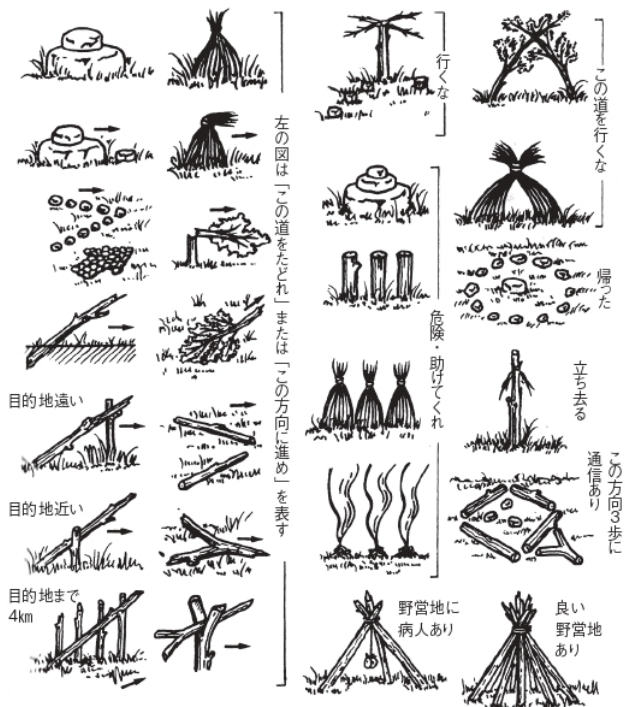 左の図は「この道をたどれ」または「この方向に進め」を表す
目的地遠い
目的地近い
目的地まで
4km
行くな
この道を行くな
危険・助けてくれ
帰った
立ち去る
この方向3歩に
通信あり
野営地に
病人あり
良い
野営地
あり